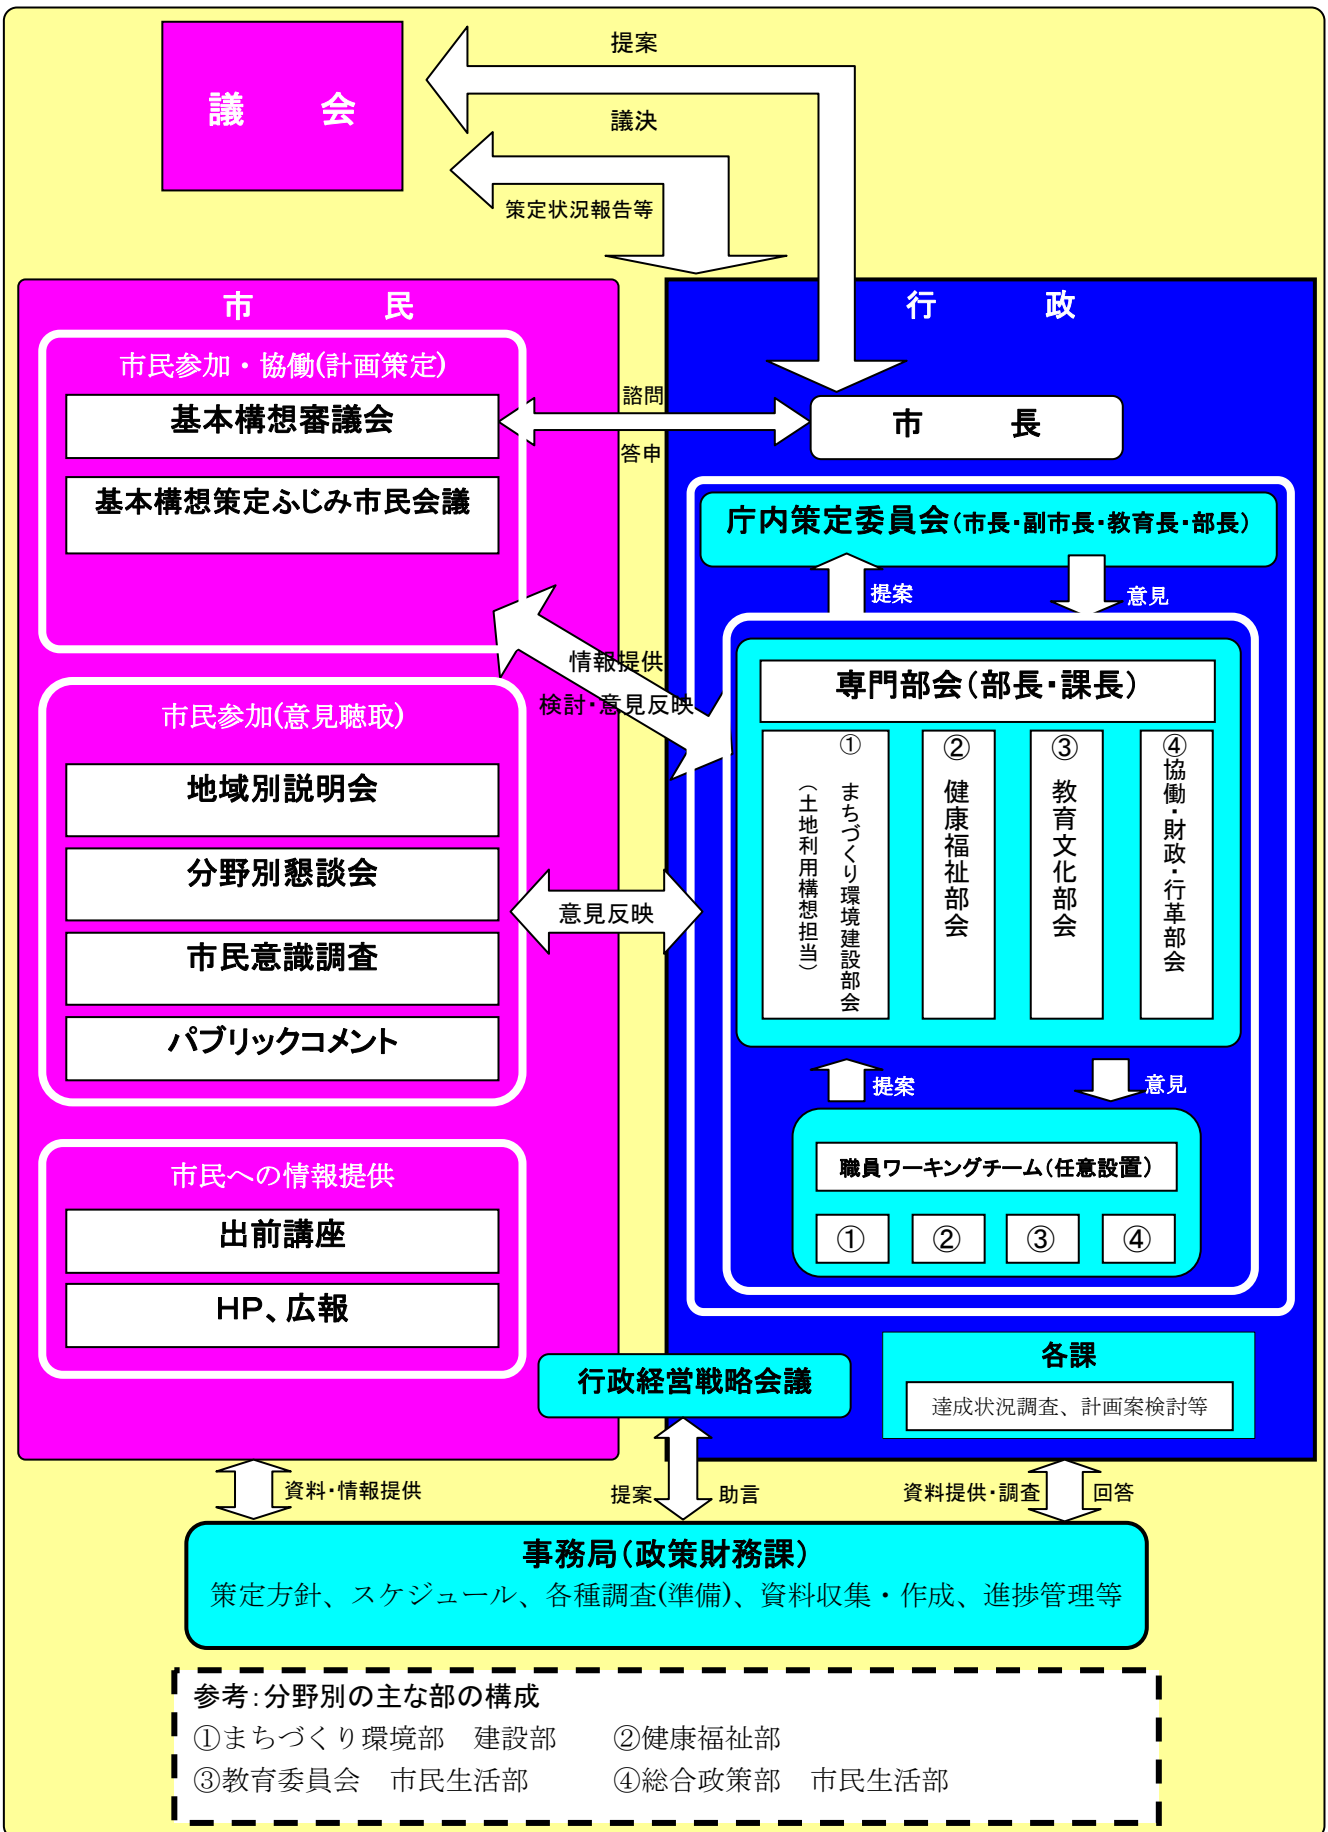 議　会
提案
議決
策定状況報告等
市　民
市民参加・協働(計画策定)
基本構想審議会
基本構想策定ふじみ市民会議
諮問
答申
情報提供
検討・意見反映
市民参加(意見聴取)
地域別説明会
分野別懇談会
市民意識調査
パブリックコメント
意見反映
市民への情報提供
出前講座
HP、広報
行　政
市　長
庁内策定委員会(市長・副市長・教育長・部長)
提案
意見
専門部会(部長・課長)
① まちづくり環境建設部会
(土地利用構想担当)
② 健康福祉部会
③ 教育文化部会
④協働・財政・行革部会
提案
意見
職員ワーキングチーム(任意設置)
① ② ③ ④
各課
達成状況調査、計画案検討等
行政経営戦略会議
資料・情報提供
提案
助言
資料提供・調査
回答
事務局(政策財務課)
策定方針、スケジュール、各種調査(準備)、資料収集・作成、進捗管理等
参考：分野別の主な部の構成
①まちづくり環境部　建設部　　②健康福祉部
③教育委員会　市民生活部　　　④総合政策部　市民生活部